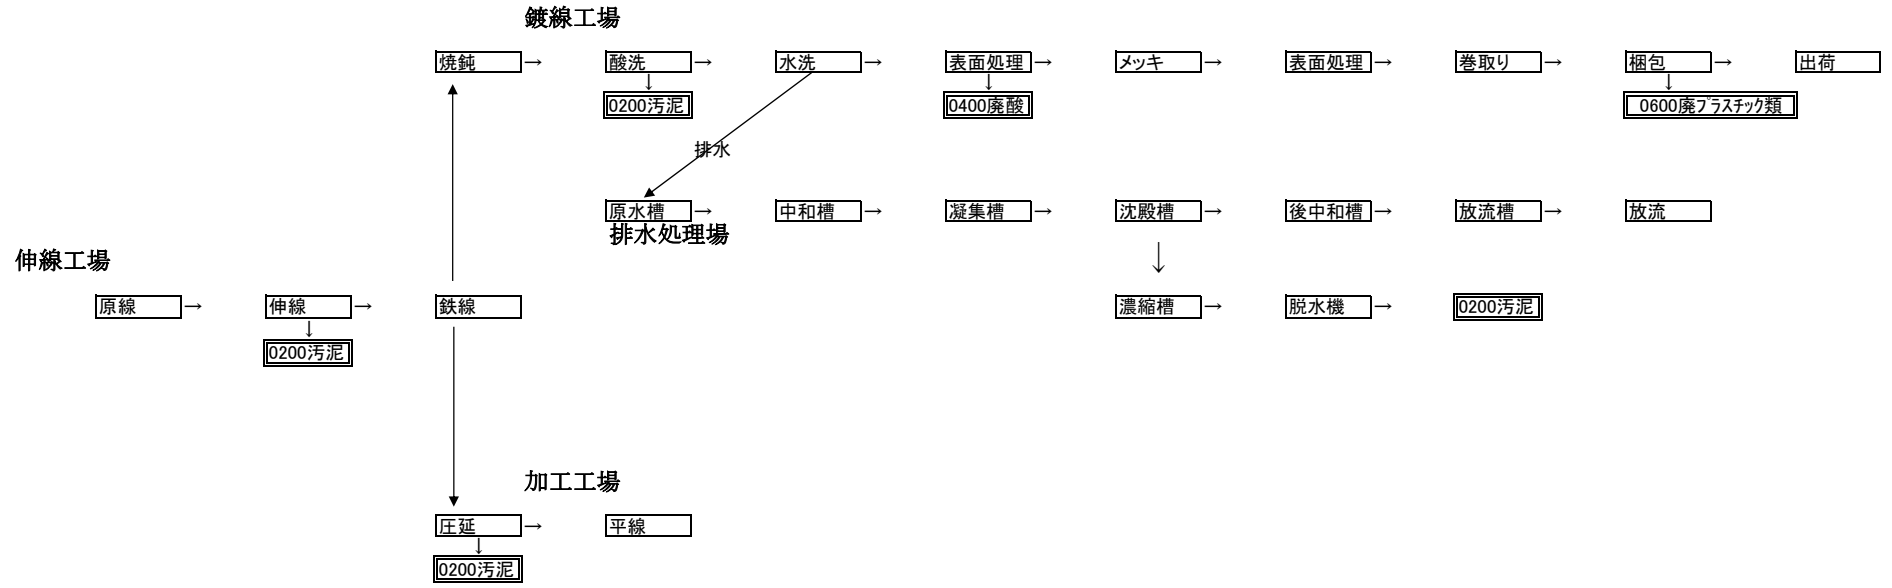 鍍線工場
焼鈍 → 酸洗 → 水洗 → 表面処理 → メッキ → 表面処理 → 巻取り → 梱包 → 出荷
↓ ↓ ↓
0200汚泥 0400廃酸 0600廃プラスチック類
排水
原水槽 → 中和槽 → 凝集槽 → 沈殿槽 → 後中和槽 → 放流槽 → 放流
排水処理場
↓
伸線工場
原線 → 伸線 → 鉄線 濃縮槽 → 脱水機 → 0200汚泥
↓
0200汚泥
加工工場
圧延 → 平線
↓
0200汚泥